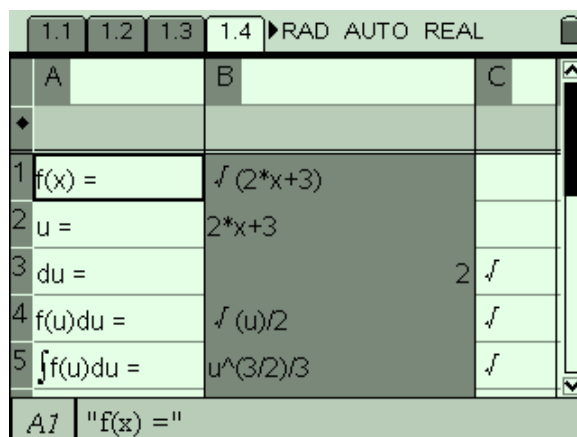 1.1 1.2 1.3 1.4 ▶RAD AUTO REAL
A B C
◆
1 f(x) = √(2*x+3)
2 u = 2*x+3
3 du = 2 √
4 f(u)du = √(u)/2 √
5 ∫f(u)du = u^(3/2)/3 √
A1 "f(x) ="